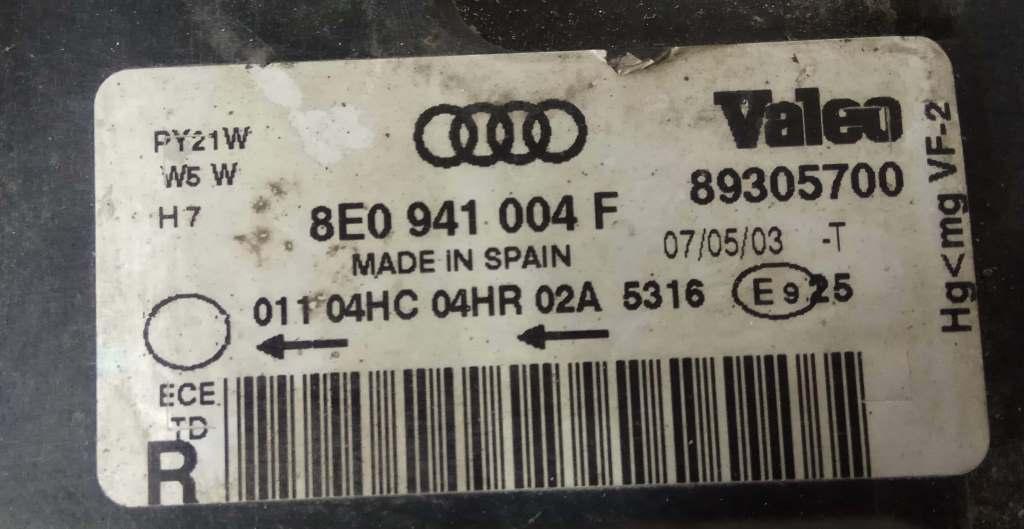 PY21W
W5 W
H7
8E0 941 004 F
MADE iN SPAIN
Valeo
89305700
07/05/03 -T
011 04HC 04HR 02A 5316 E9 25
Hg<mg VF-2
ECE
TD
R